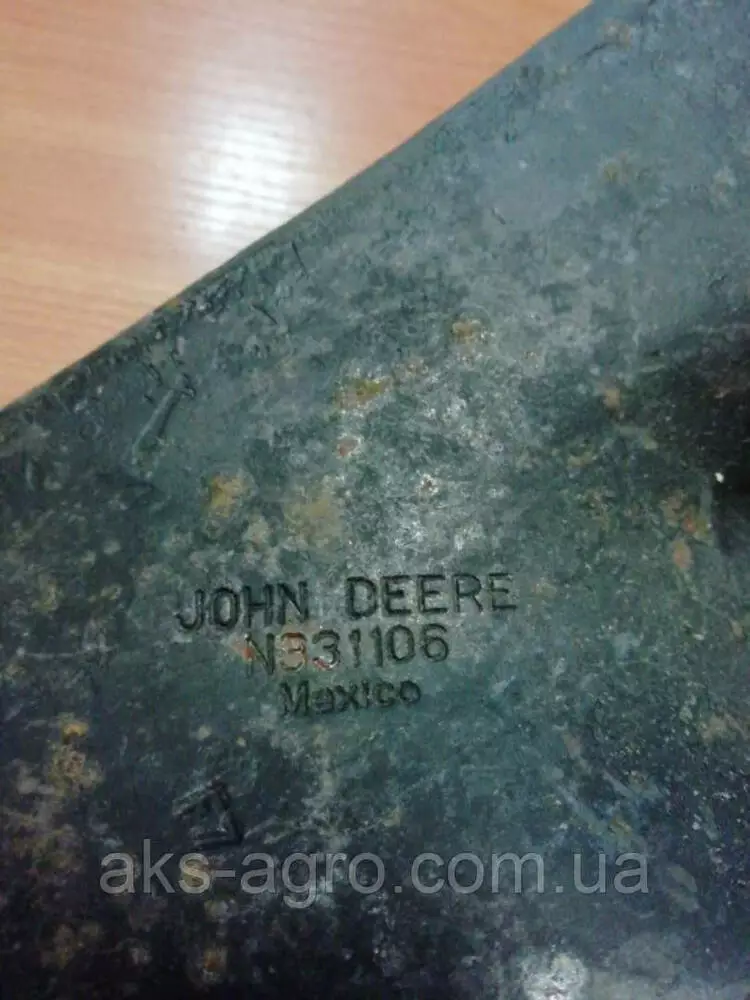 JOHN DEERE
N331106
Mexico
aks-agro.com.ua